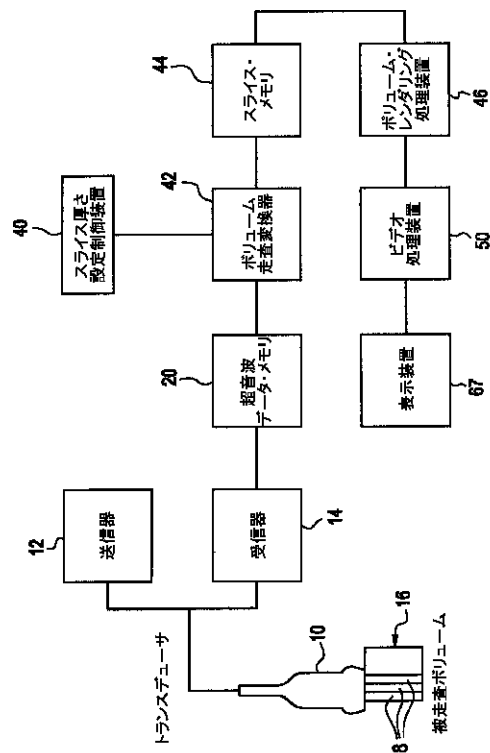 12
送信器
トランスデューサ
10
16
8
被走査ボリューム
受信器
14
20
超音波
データ・メモリ
40
スライス厚さ
設定制御装置
42
ボリューム
走査変換器
44
スライス・
メモリ
ボリューム・
レンダリング
処理装置
46
ビデオ
処理装置
50
表示装置
67